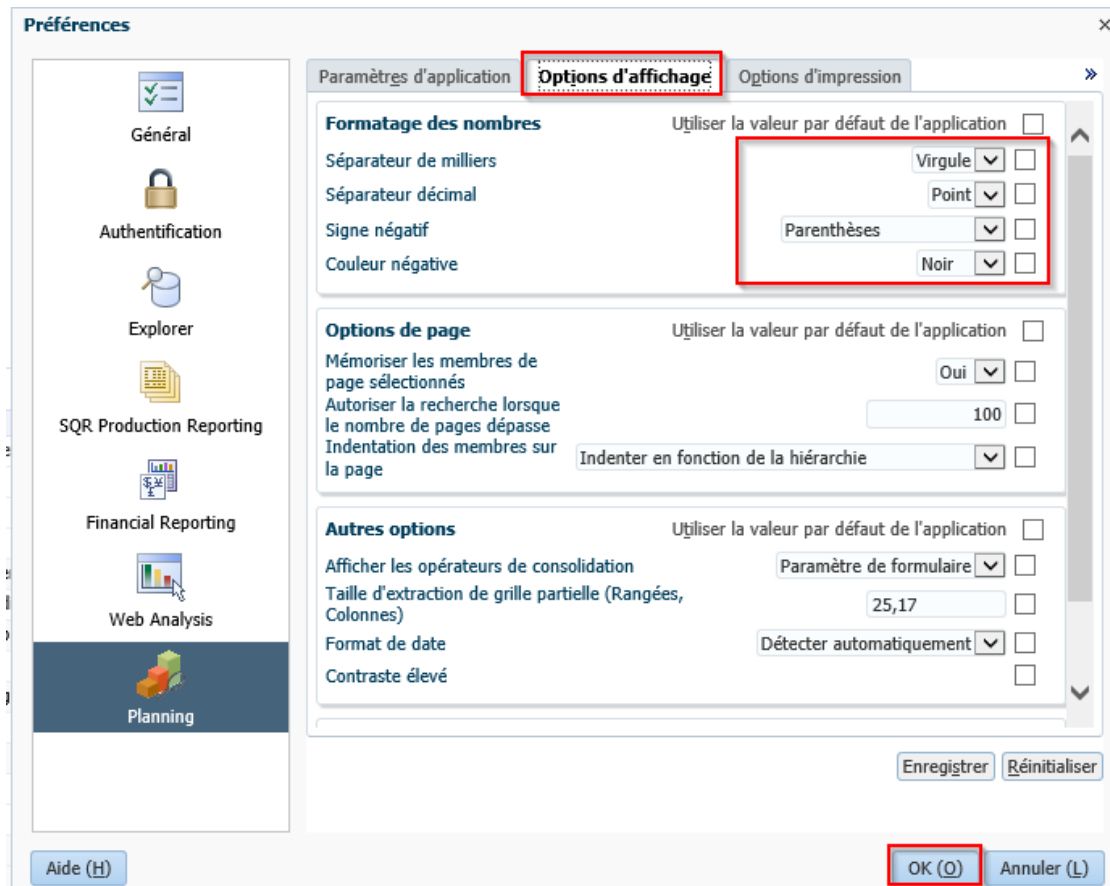 Préférences
×
Général
Authentification
Explorer
SQR Production Reporting
Financial Reporting
Web Analysis
Planning
Paramètres d'application
Options d'affichage
Options d'impression
»
Formatage des nombres Utiliser la valeur par défaut de l'application
Séparateur de milliers Virgule
Séparateur décimal Point
Signe négatif Parenthèses
Couleur négative Noir
Options de page Utiliser la valeur par défaut de l'application
Mémoriser les membres de
page sélectionnés
Oui
Autoriser la recherche lorsque
le nombre de pages dépasse
100
Indentation des membres sur
la page
Indenter en fonction de la hiérarchie
Autres options Utiliser la valeur par défaut de l'application
Afficher les opérateurs de consolidation Paramètre de formulaire
Taille d'extraction de grille partielle (Rangées,
Colonnes)
25,17
Format de date Détecter automatiquement
Contraste élevé
Enregistrer Réinitialiser
Aide (H) OK (O) Annuler (L)